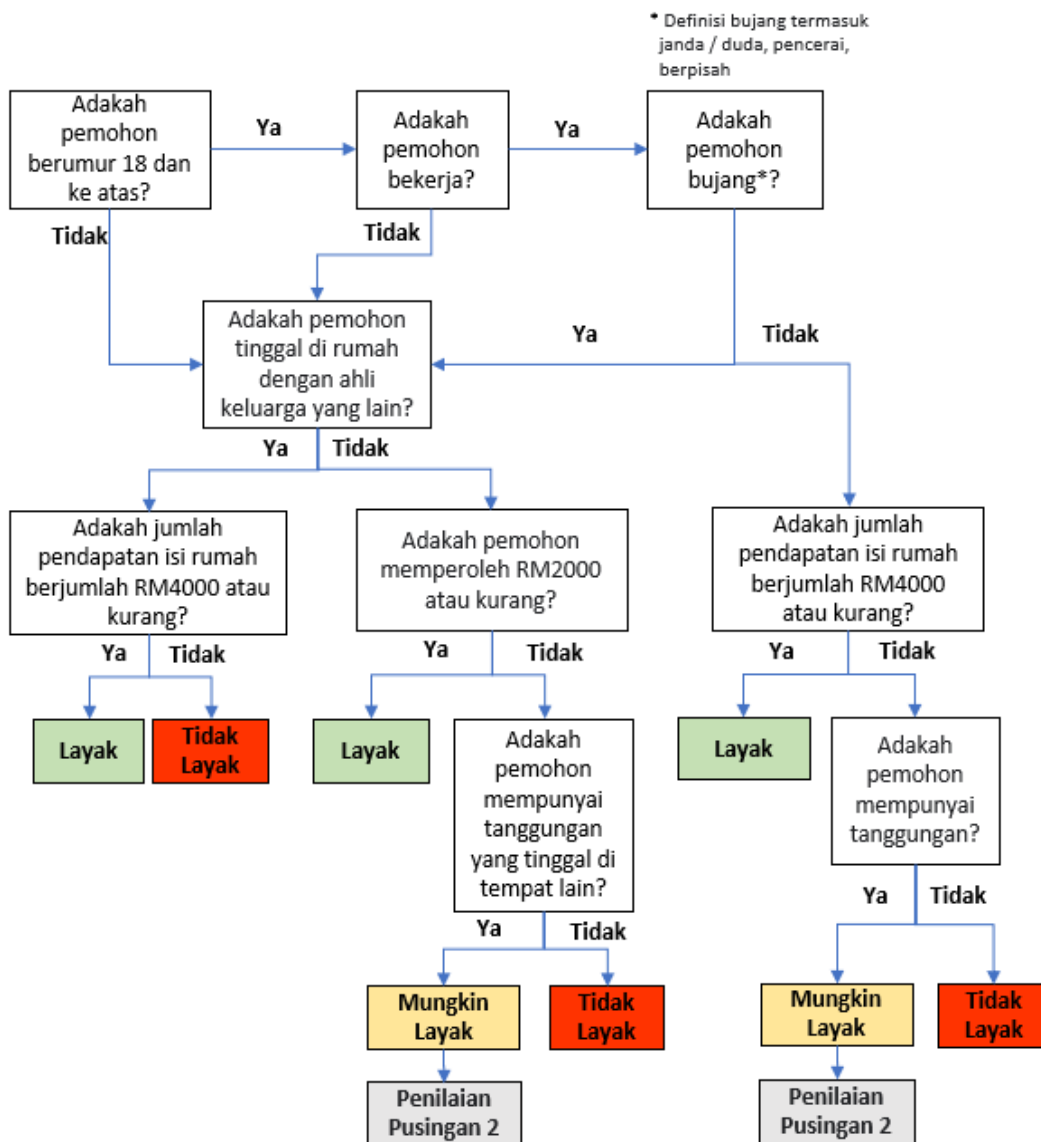 * Definisi bujang termasuk
janda / duda, pencerai,
berpisah
Adakah
pemohon
berumur 18 dan
ke atas?
Ya
Adakah
pemohon
bekerja?
Ya
Adakah
pemohon
bujang*?
Tidak
Tidak
Adakah pemohon
tinggal di rumah
dengan ahli
keluarga yang lain?
Ya
Tidak
Ya
Tidak
Adakah jumlah
pendapatan isi rumah
berjumlah RM4000 atau
kurang?
Adakah pemohon
memperoleh RM2000
atau kurang?
Adakah jumlah
pendapatan isi rumah
berjumlah RM4000
atau kurang?
Ya
Tidak
Ya
Tidak
Ya
Tidak
Layak
Tidak
Layak
Layak
Adakah
pemohon
mempunyai
tanggungan
yang tinggal di
tempat lain?
Layak
Adakah
pemohon
mempunyai
tanggungan?
Ya
Tidak
Ya
Tidak
Mungkin
Layak
Tidak
Layak
Mungkin
Layak
Tidak
Layak
Penilaian
Pusingan 2
Penilaian
Pusingan 2